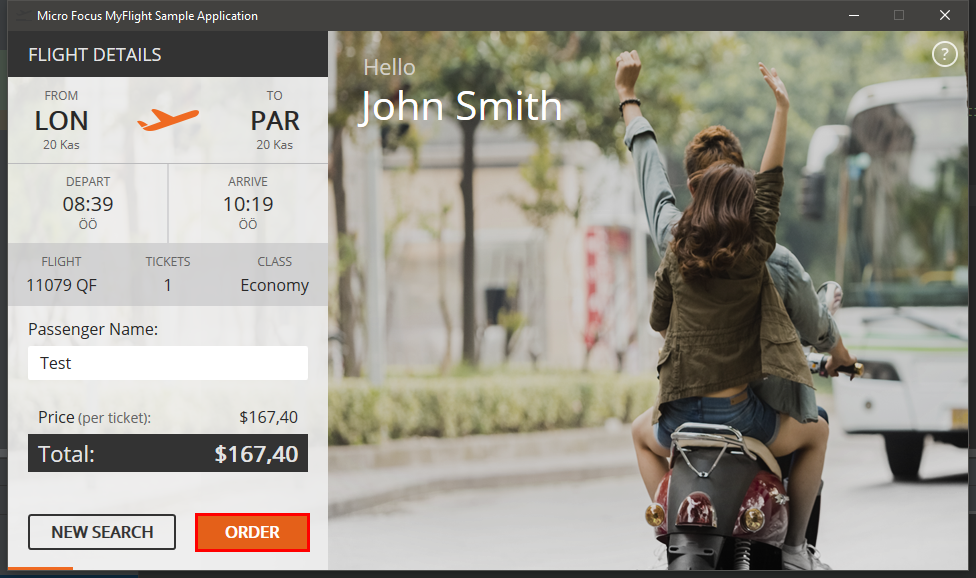 Micro Focus MyFlight Sample Application
FLIGHT DETAILS
FROM
TO
LON
PAR
20 Kas
20 Kas
DEPART
ARRIVE
08:39
10:19
ÖÖ
ÖÖ
FLIGHT
TICKETS
CLASS
11079 QF
1
Economy
Passenger Name:
Test
Price (per ticket):
$167,40
Total:
$167,40
NEW SEARCH
ORDER
Hello
John Smith
?